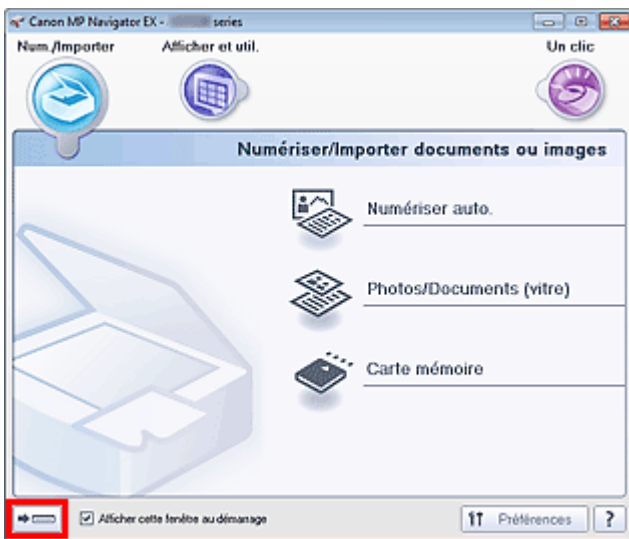 Canon MP Navigator EX - series
Num./Importer Afficher et util. Un clic
Numériser/Importer documents ou images
Numériser auto.
Photos/Documents (vitre)
Carte mémoire
Afficher cette fenêtre au démarrage Préférences ?